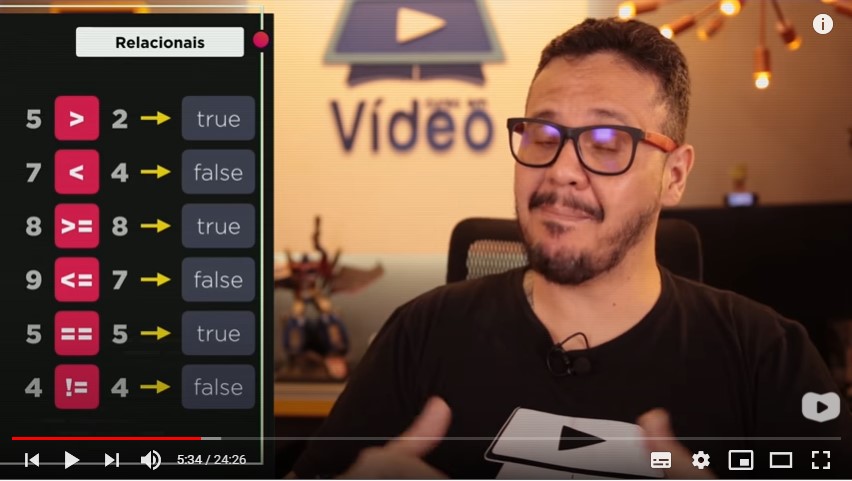 Relacionais
5 > 2 → true
7 < 4 → false
8 >= 8 → true
9 <= 7 → false
5 == 5 → true
4 != 4 → false
Vídeo
5:34 / 24:26